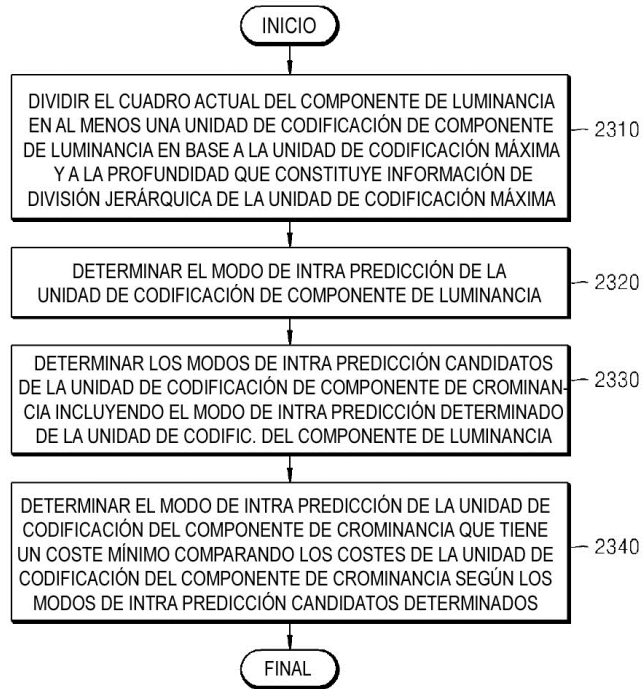 INICIO
DIVIDIR EL CUADRO ACTUAL DEL COMPONENTE DE LUMINANCIA
EN AL MENOS UNA UNIDAD DE CODIFICACIÓN DE COMPONENTE
DE LUMINANCIA EN BASE A LA UNIDAD DE CODIFICACIÓN MÁXIMA
Y A LA PROFUNDIDAD QUE CONSTITUYE INFORMACIÓN DE
DIVISIÓN JERÁRQUICA DE LA UNIDAD DE CODIFICACIÓN MÁXIMA
2310
DETERMINAR EL MODO DE INTRA PREDICCIÓN DE LA
UNIDAD DE CODIFICACIÓN DE COMPONENTE DE LUMINANCIA
2320
DETERMINAR LOS MODOS DE INTRA PREDICCIÓN CANDIDATOS
DE LA UNIDAD DE CODIFICACIÓN DE COMPONENTE DE CROMINAN-
CIA INCLUYENDO EL MODO DE INTRA PREDICCIÓN DETERMINADO
DE LA UNIDAD DE CODIFIC. DEL COMPONENTE DE LUMINANCIA
2330
DETERMINAR EL MODO DE INTRA PREDICCIÓN DE LA UNIDAD DE
CODIFICACIÓN DEL COMPONENTE DE CROMINANCIA QUE TIENE
UN COSTE MÍNIMO COMPARANDO LOS COSTES DE LA UNIDAD DE
CODIFICACIÓN DEL COMPONENTE DE CROMINANCIA SEGÚN LOS
MODOS DE INTRA PREDICCIÓN CANDIDATOS DETERMINADOS
2340
FINAL